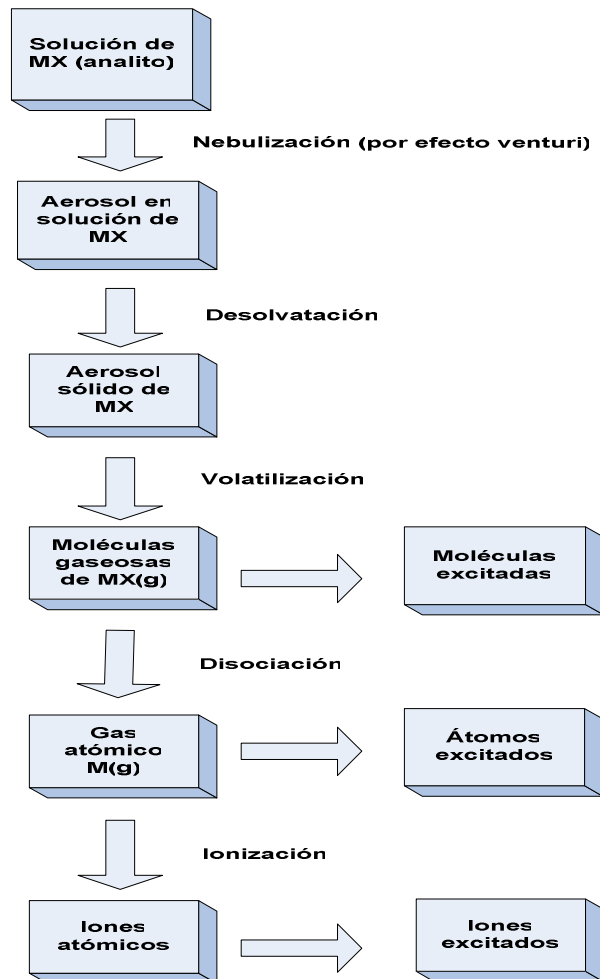 Solución de
MX (analito)
Nebulización (por efecto venturi)
Aerosol en
solución de
MX
Desolvatación
Aerosol
sólido de
MX
Volatilización
Moléculas
gaseosas
de MX(g)
Moléculas
excitadas
Disociación
Gas
atómico
M(g)
Átomos
excitados
Ionización
Iones
atómicos
Iones
excitados